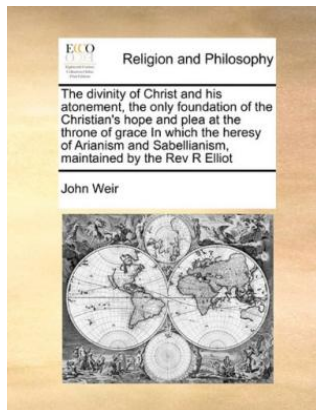 ECCO
Religion and Philosophy
The divinity of Christ and his
atonement, the only foundation of the
Christian's hope and plea at the
throne of grace In which the heresy
of Arianism and Sabellianism,
maintained by the Rev R Elliot
John Weir